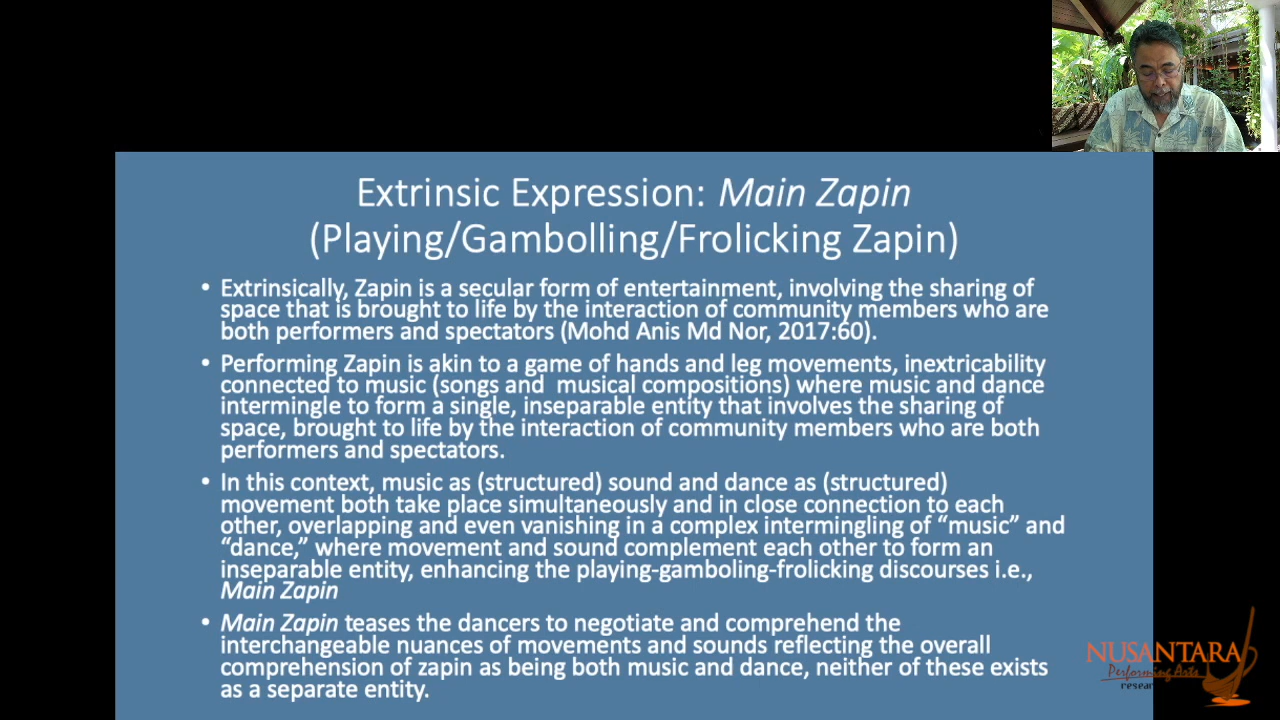 Extrinsic Expression: Main Zapin
(Playing/Gambolling/Frolicking Zapin)
• Extrinsically, Zapin is a secular form of entertainment, involving the sharing of
space that is brought to life by the interaction of community members who are
both performers and spectators (Mohd Anis Md Nor, 2017:60).
• Performing Zapin is akin to a game of hands and leg movements, inextricability
connected to music (songs and  musical compositions) where music and dance
intermingle to form a single, inseparable entity that involves the sharing of
space, brought to life by the interaction of community members who are both
performers and spectators.
• In this context, music as (structured) sound and dance as (structured)
movement both take place simultaneously and in close connection to each
other, overlapping and even vanishing in a complex intermingling of “music” and
“dance,” where movement and sound complement each other to form an
inseparable entity, enhancing the playing-gamboling-frolicking discourses i.e.,
Main Zapin
• Main Zapin teases the dancers to negotiate and comprehend the
interchangeable nuances of movements and sounds reflecting the overall
comprehension of zapin as being both music and dance, neither of these exists
as a separate entity.
NUSANTARA
Performing Arts